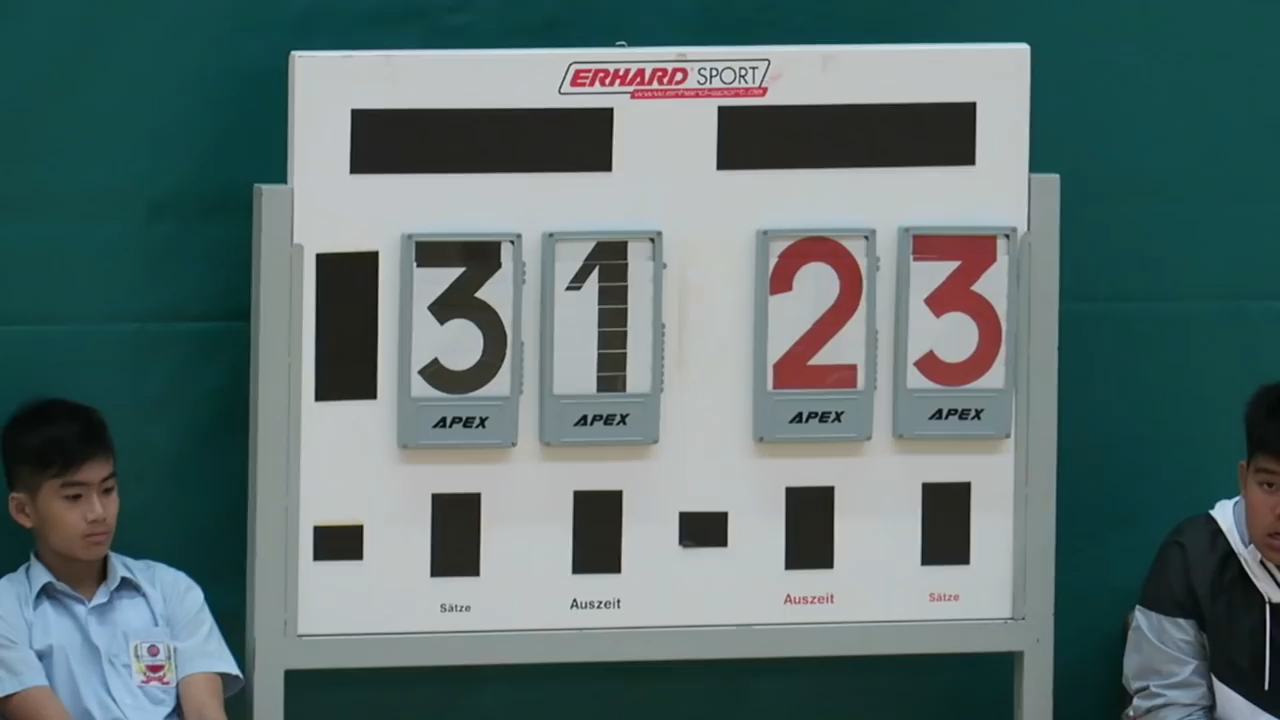 ERHARD SPORT
www.erhard-sport.de
31 23
APEX APEX APEX APEX
Sätze Auszeit Auszeit Sätze